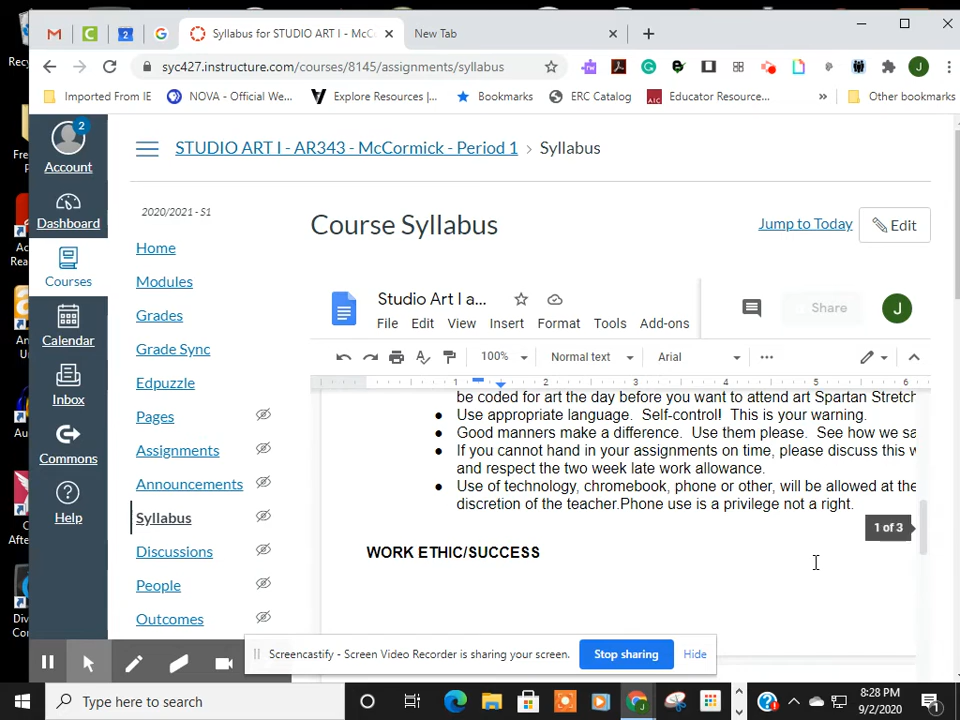 Syllabus for STUDIO ART I - McC
New Tab
syc427.instructure.com/courses/8145/assignments/syllabus
J
Imported From IE
NOVA - Official We...
Explore Resources |...
Bookmarks
ERC Catalog
AIC
Educator Resource...
»
Other bookmarks
2
Account
Dashboard
Courses
Calendar
Inbox
Commons
Help
STUDIO ART I - AR343 - McCormick - Period 1 > Syllabus
2020/2021 - S1
Home
Modules
Grades
Grade Sync
Edpuzzle
Pages
Assignments
Announcements
Syllabus
Discussions
People
Outcomes
Course Syllabus
Jump to Today
Edit
Studio Art I a...
Share
J
File Edit View Insert Format Tools Add-ons
100% Normal text Arial
1 2 3 4 5 6
be coded for art the day before you want to attend art Spartan Stretch
● Use appropriate language. Self-control! This is your warning.
● Good manners make a difference. Use them please. See how we sa
● If you cannot hand in your assignments on time, please discuss this w
and respect the two week late work allowance.
● Use of technology, chromebook, phone or other, will be allowed at the
discretion of the teacher.Phone use is a privilege not a right.
1 of 3
WORK ETHIC/SUCCESS
Screencastify - Screen Video Recorder is sharing your screen.
Stop sharing
Hide
Type here to search
8:28 PM
9/2/2020
1